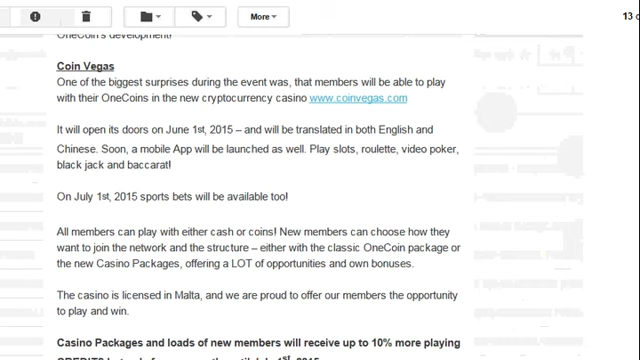 More
13
OneCoin's development!
Coin Vegas
One of the biggest surprises during the event was, that members will be able to play
with their OneCoins in the new cryptocurrency casino www.coinvegas.com
It will open its doors on June 1st, 2015 – and will be translated in both English and
Chinese. Soon, a mobile App will be launched as well. Play slots, roulette, video poker,
black jack and baccarat!
On July 1st, 2015 sports bets will be available too!
All members can play with either cash or coins! New members can choose how they
want to join the network and the structure – either with the classic OneCoin package or
the new Casino Packages, offering a LOT of opportunities and own bonuses.
The casino is licensed in Malta, and we are proud to offer our members the opportunity
to play and win.
Casino Packages and loads of new members will receive up to 10% more playing